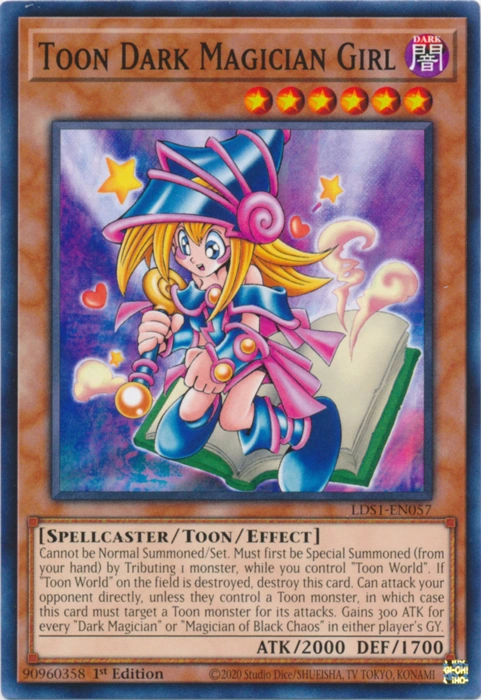 TOON DARK MAGICIAN GIRL
DARK
闇
LDS1-EN057
[SPELLCASTER/TOON/EFFECT]
Cannot be Normal Summoned/Set. Must first be Special Summoned (from
your hand) by Tributing 1 monster, while you control "Toon World". If
"Toon World" on the field is destroyed, destroy this card. Can attack your
opponent directly, unless they control a Toon monster, in which case
this card must target a Toon monster for its attacks. Gains 300 ATK for
every "Dark Magician" or "Magician of Black Chaos" in either player's GY.
ATK/2000 DEF/1700
90960358 1st Edition ©2020 Studio Dice/SHUEISHA, TV TOKYO, KONAMI